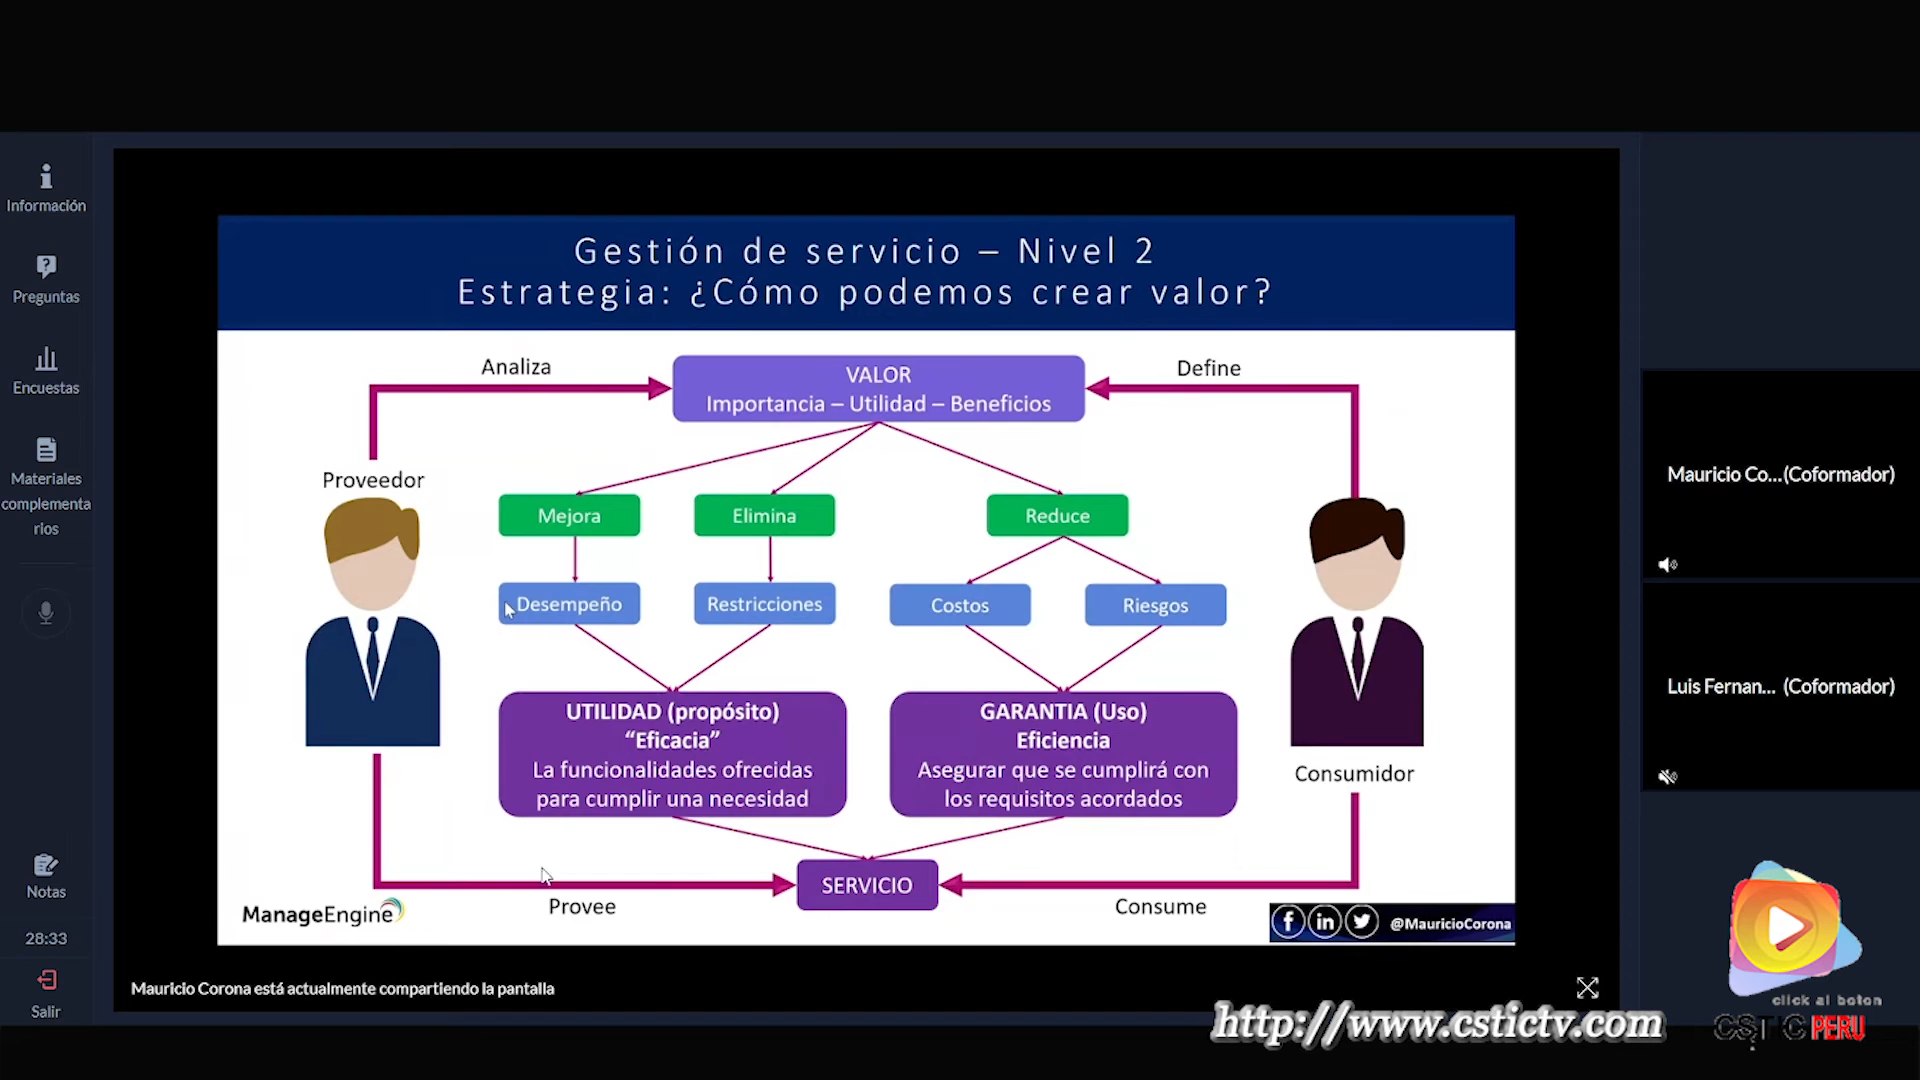 Información
Preguntas
Encuestas
Materiales
complementa
rios
Notas
28:33
Salir
Gestión de servicio – Nivel 2
Estrategia: ¿Cómo podemos crear valor?
Analiza
VALOR
Importancia – Utilidad – Beneficios
Define
Proveedor
Mejora
Elimina
Reduce
Desempeño
Restricciones
Costos
Riesgos
UTILIDAD (propósito)
“Eficacia”
La funcionalidades ofrecidas
para cumplir una necesidad
GARANTIA (Uso)
Eficiencia
Asegurar que se cumplirá con
los requisitos acordados
Consumidor
SERVICIO
Provee
Consume
ManageEngine
@MauricioCorona
Mauricio Corona está actualmente compartiendo la pantalla
Mauricio Co...(Coformador)
Luis Fernan... (Coformador)
click al boton
CSTIC PERU
http://www.cstictv.com